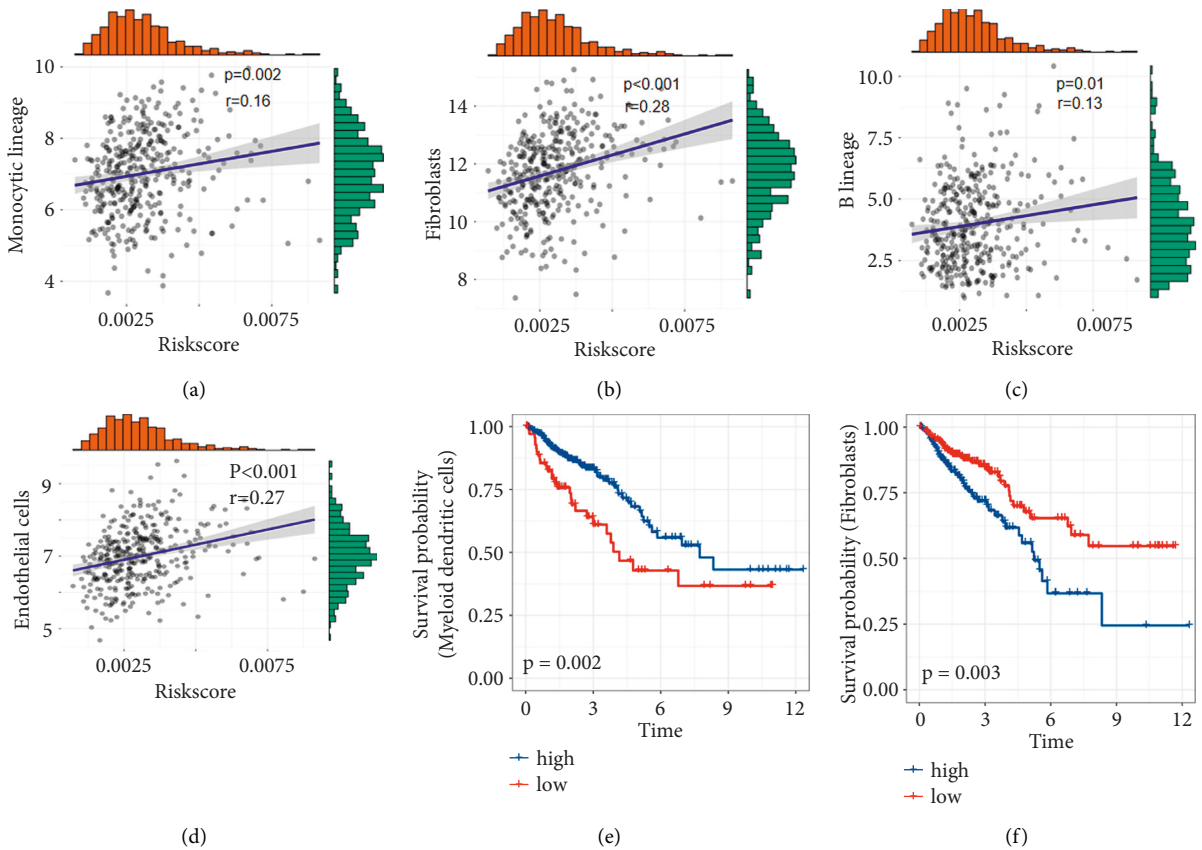 p=0.002
r=0.16
10
8
6
4
Monocytic lineage
0.0025
0.0075
Riskscore
(a)
p<0.001
r=0.28
14
12
10
8
Fibroblasts
0.0025
0.0075
Riskscore
(b)
p=0.01
r=0.13
10.0
7.5
5.0
2.5
B lineage
0.0025
0.0075
Riskscore
(c)
P<0.001
r=0.27
9
8
7
6
5
Endothelial cells
0.0025
0.0075
Riskscore
(d)
1.00
0.75
0.50
0.25
0.00
Survival probability
(Myeloid dendritic cells)
p = 0.002
0
3
6
9
12
Time
high
low
(e)
1.00
0.75
0.50
0.25
0.00
Survival probability (Fibroblasts)
p = 0.003
0
3
6
9
12
Time
high
low
(f)